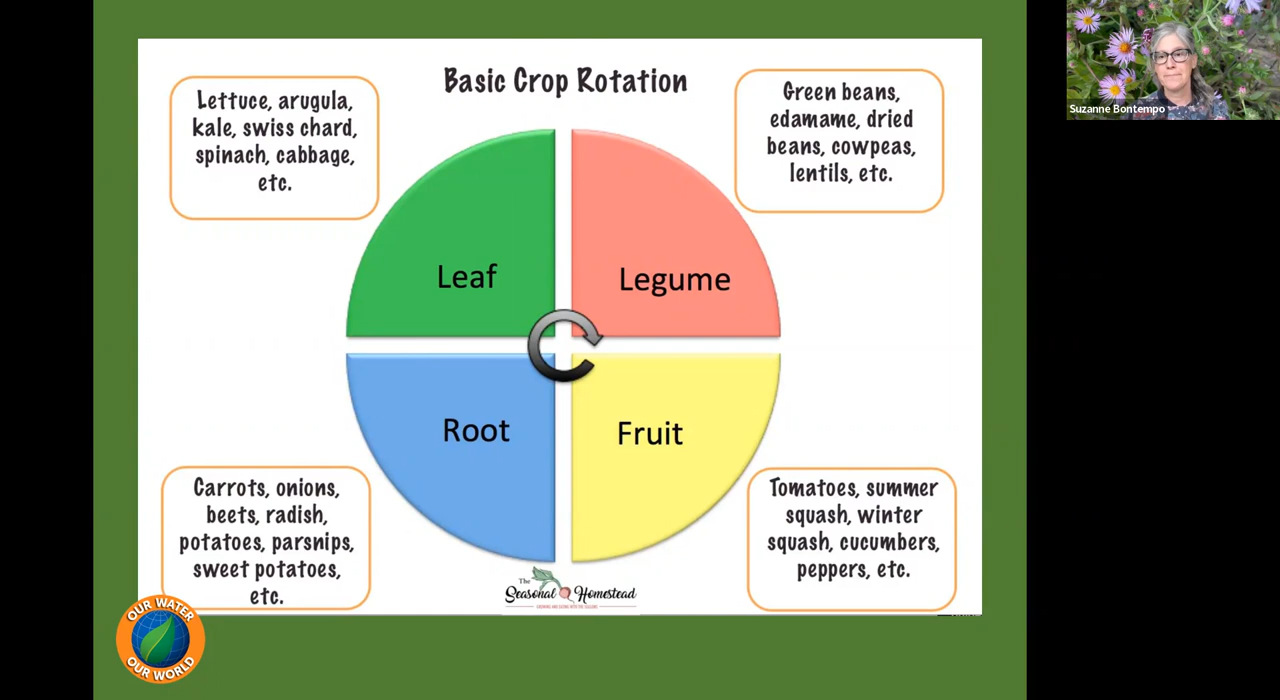 Basic Crop Rotation
Lettuce, arugula,
kale, swiss chard,
spinach, cabbage,
etc.
Green beans,
edamame, dried
beans, cowpeas,
lentils, etc.
Suzanne Bontempo
Leaf
Legume
Root
Fruit
Carrots, onions,
beets, radish,
potatoes, parsnips,
sweet potatoes,
etc.
Tomatoes, summer
squash, winter
squash, cucumbers,
peppers, etc.
The
Seasonal Homestead
OUR WATER
OUR WORLD